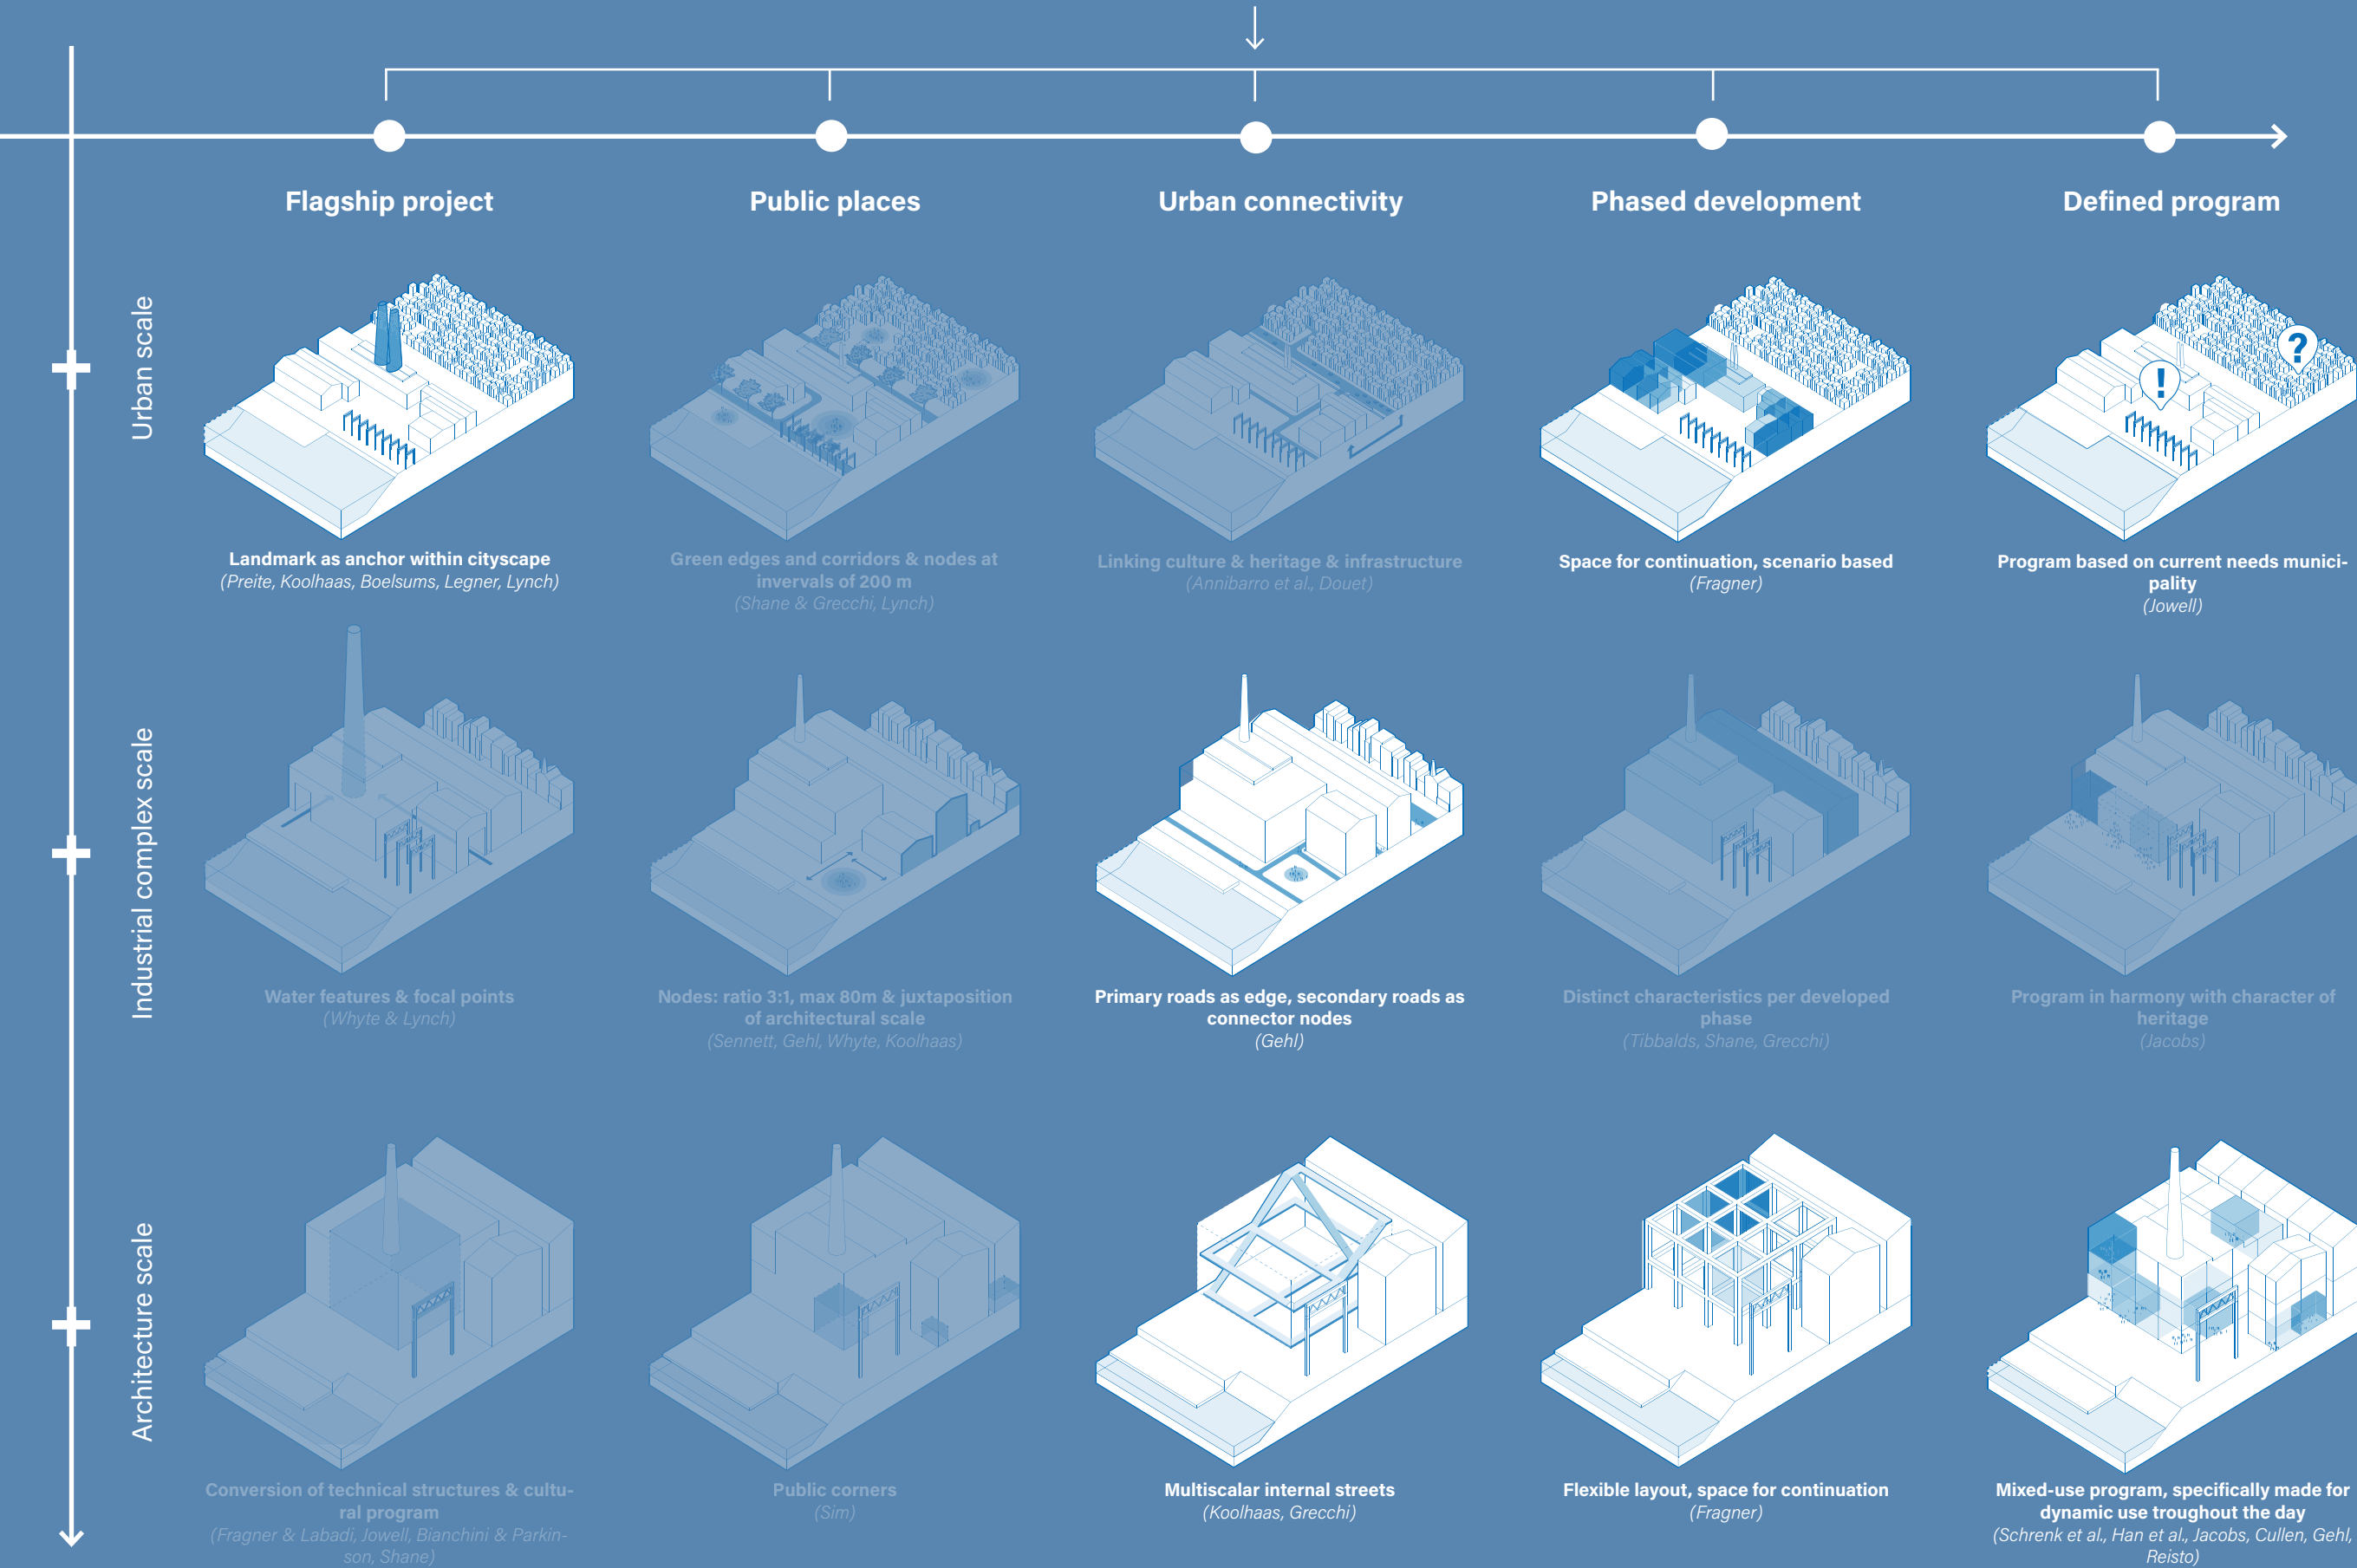 Flagship project
Public places
Urban connectivity
Phased development
Defined program
Urban scale
Landmark as anchor within cityscape
(Preite, Koolhaas, Boelsums, Legner, Lynch)
Green edges and corridors & nodes at
invervals of 200 m
(Shane & Grecchi, Lynch)
Linking culture & heritage & infrastructure
(Annibarro et al., Douet)
Space for continuation, scenario based
(Fragner)
!
?
Program based on current needs munici-
pality
(Jowell)
Industrial complex scale
Water features & focal points
(Whyte & Lynch)
Nodes: ratio 3:1, max 80m & juxtaposition
of architectural scale
(Sennett, Gehl, Whyte, Koolhaas)
Primary roads as edge, secondary roads as
connector nodes
(Gehl)
Distinct characteristics per developed
phase
(Tibbalds, Shane, Grecchi)
Program in harmony with character of
heritage
(Jacobs)
Architecture scale
Conversion of technical structures & cultu-
ral program
(Fragner & Labadi, Jowell, Bianchini & Parkin-
son, Shane)
Public corners
(Sim)
Multiscalar internal streets
(Koolhaas, Grecchi)
Flexible layout, space for continuation
(Fragner)
Mixed-use program, specifically made for
dynamic use troughout the day
(Schrenk et al., Han et al., Jacobs, Cullen, Gehl,
Reisto)